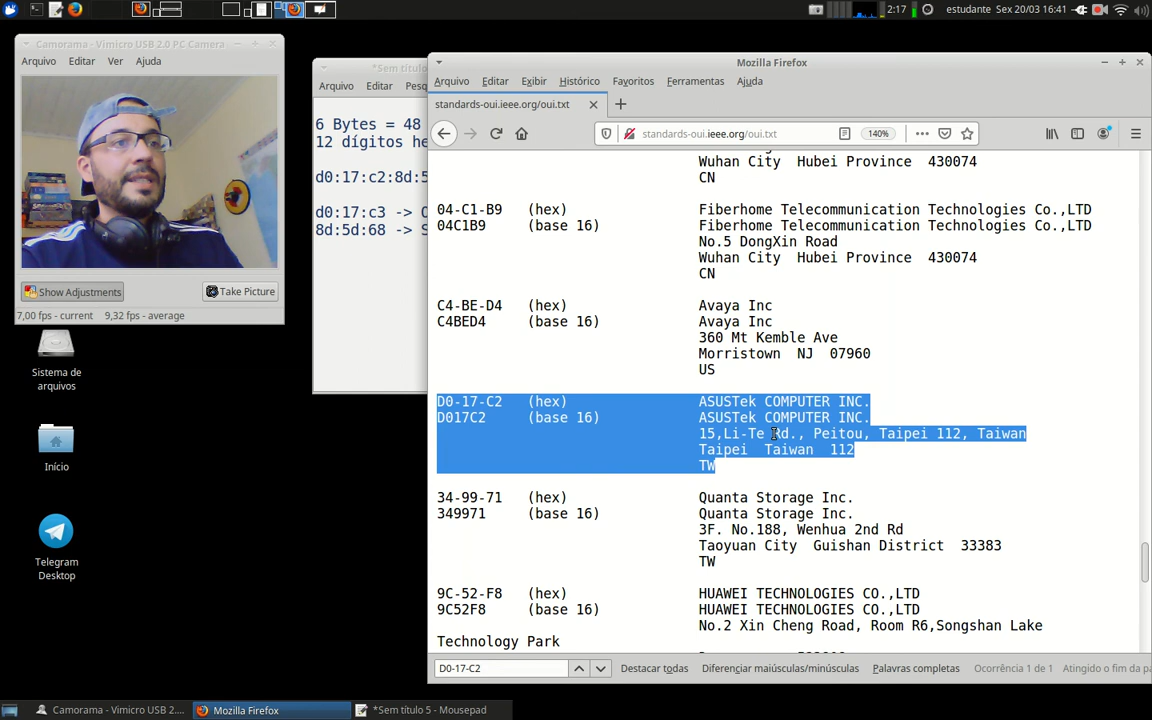 2:17
estudante Sex 20/03 16:41
Camorama - Vimicro USB 2.0 PC Camera
Arquivo Editar Ver Ajuda
Show Adjustments
Take Picture
7,00 fps - current 9,32 fps - average
Sistema de arquivos
Início
Telegram Desktop
*Sem título
Arquivo Editar Pesq
6 Bytes = 48
12 dígitos he
d0:17:c2:8d:5
d0:17:c3 -> O
8d:5d:68 -> S
Mozilla Firefox
Arquivo Editar Exibir Histórico Favoritos Ferramentas Ajuda
standards-oui.ieee.org/oui.txt
standards-oui.ieee.org/oui.txt
140%
Wuhan City Hubei Province 430074
CN
04-C1-B9 (hex) Fiberhome Telecommunication Technologies Co.,LTD
04C1B9 (base 16) Fiberhome Telecommunication Technologies Co.,LTD
No.5 DongXin Road
Wuhan City Hubei Province 430074
CN
C4-BE-D4 (hex) Avaya Inc
C4BED4 (base 16) Avaya Inc
360 Mt Kemble Ave
Morristown NJ 07960
US
D0-17-C2 (hex) ASUSTek COMPUTER INC.
D017C2 (base 16) ASUSTek COMPUTER INC.
15,Li-Te Rd., Peitou, Taipei 112, Taiwan
Taipei Taiwan 112
TW
34-99-71 (hex) Quanta Storage Inc.
349971 (base 16) Quanta Storage Inc.
3F. No.188, Wenhua 2nd Rd
Taoyuan City Guishan District 33383
TW
9C-52-F8 (hex) HUAWEI TECHNOLOGIES CO.,LTD
9C52F8 (base 16) HUAWEI TECHNOLOGIES CO.,LTD
No.2 Xin Cheng Road, Room R6,Songshan Lake
Technology Park
D0-17-C2
Destacar todas
Diferenciar maiúsculas/minúsculas
Palavras completas
Ocorrência 1 de 1
Atingido o fim da pá
Camorama - Vimicro USB 2....
Mozilla Firefox
*Sem título 5 - Mousepad